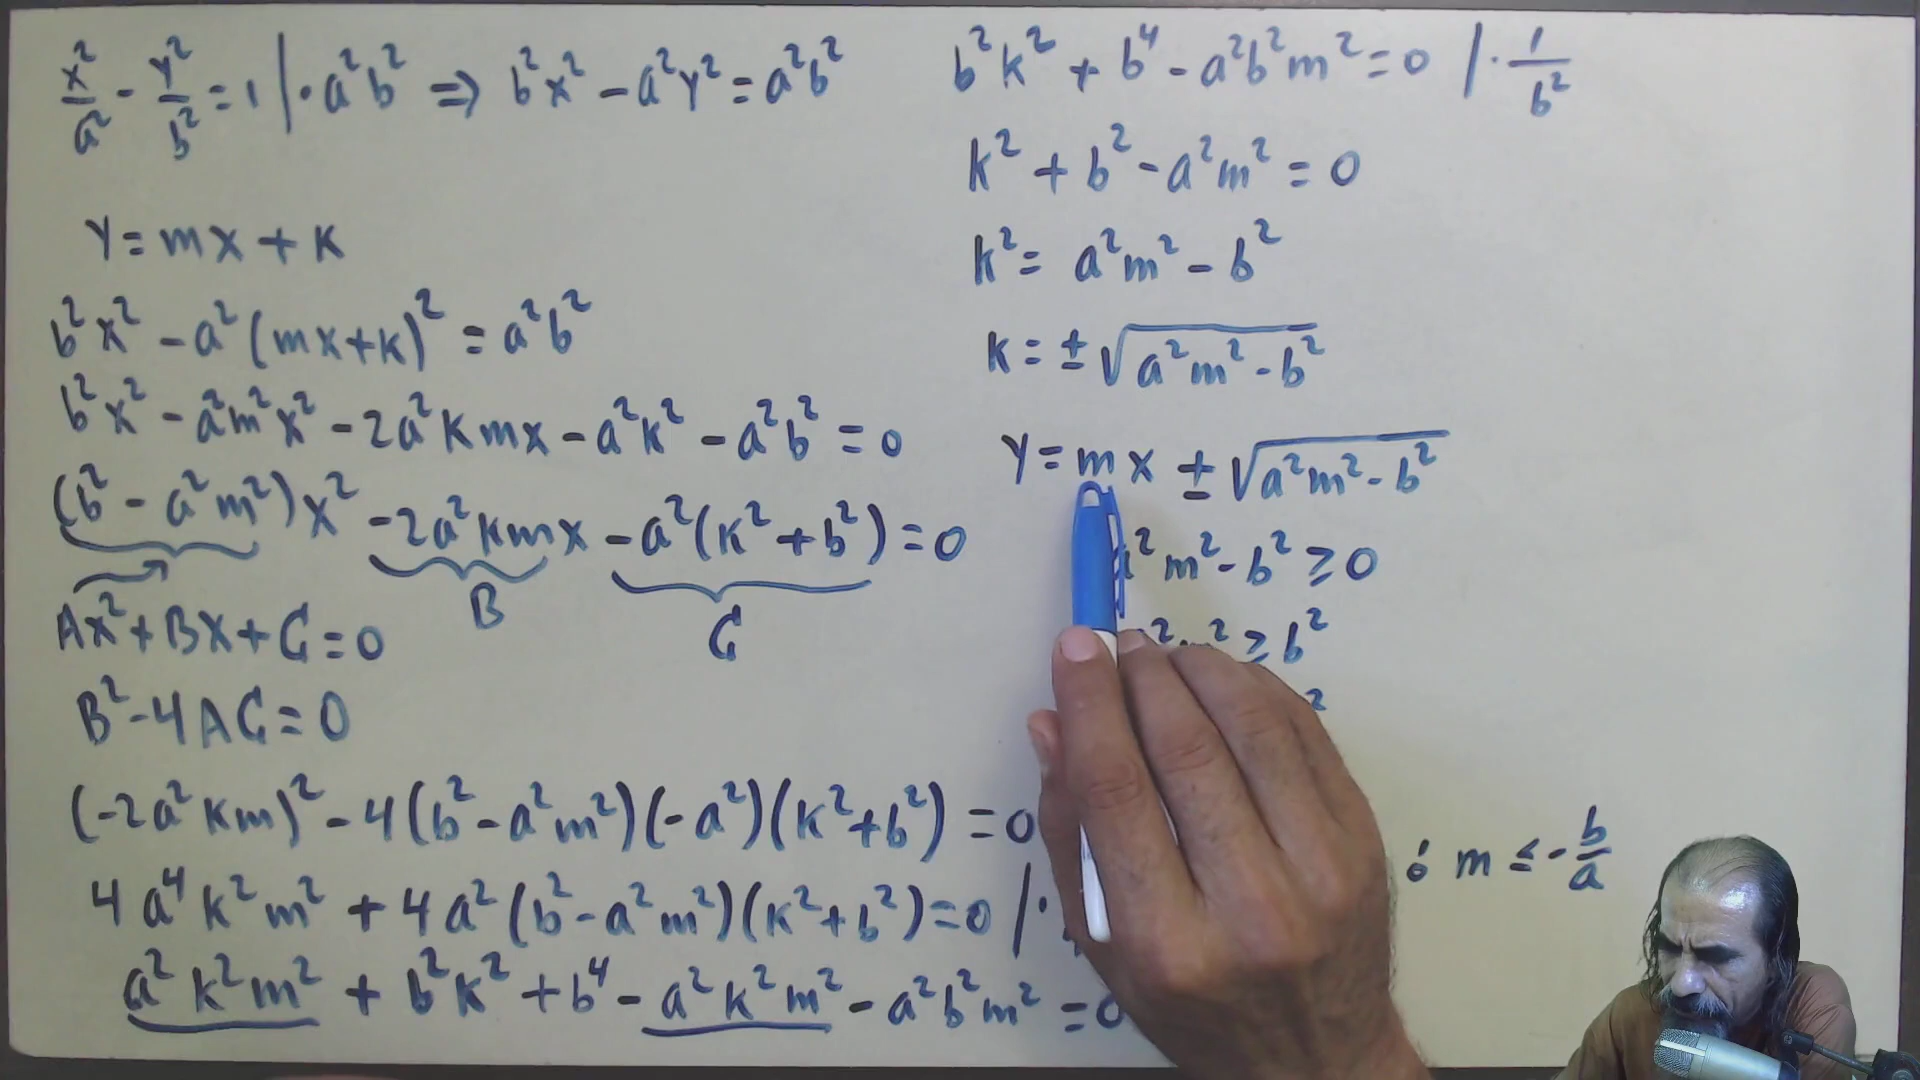 x²/a² - y²/b² = 1 | · a²b² ⇒ b²x² - a²y² = a²b²
y = mx + k
b²x² - a²(mx+k)² = a²b²
b²x² - a²m²x² - 2a²kmx - a²k² - a²b² = 0
(b² - a²m²)x² - 2a²kmx - a²(k² + b²) = 0
B
C
Ax² + Bx + C = 0
B² - 4AC = 0
(-2a²km)² - 4(b² - a²m²)(-a²)(k² + b²) = 0
4a⁴k²m² + 4a²(b² - a²m²)(k² + b²) = 0 | ·
a²k²m² + b²k² + b⁴ - a²k²m² - a²b²m² = 0
b²k² + b⁴ - a²b²m² = 0 | · 1/b²
k² + b² - a²m² = 0
k² = a²m² - b²
k = ±√(a²m² - b²)
y = mx ± √(a²m² - b²)
a²m² - b² ≥ 0
≥ b²
ó m ≤ -b/a